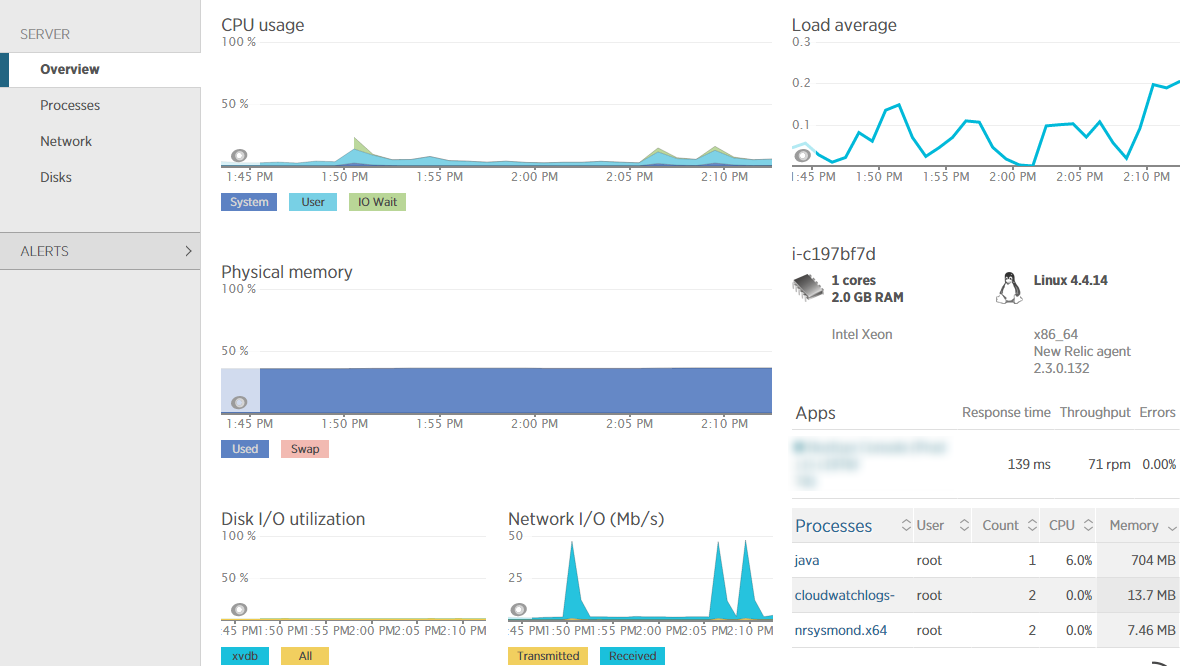 SERVER
Overview
Processes
Network
Disks
ALERTS
CPU usage
100 %
50 %
1:45 PM 1:50 PM 1:55 PM 2:00 PM 2:05 PM 2:10 PM
System User IO Wait
Physical memory
100 %
50 %
1:45 PM 1:50 PM 1:55 PM 2:00 PM 2:05 PM 2:10 PM
Used Swap
Disk I/O utilization
100 %
50 %
:45 PM 1:50 PM 1:55 PM 2:00 PM 2:05 PM 2:10 PM
xvdb All
Network I/O (Mb/s)
50
25
:45 PM 1:50 PM 1:55 PM 2:00 PM 2:05 PM 2:10 PM
Transmitted Received
Load average
0.3
0.2
0.1
1:45 PM 1:50 PM 1:55 PM 2:00 PM 2:05 PM 2:10 PM
i-c197bf7d
1 cores
2.0 GB RAM
Intel Xeon
Linux 4.4.14
x86_64
New Relic agent
2.3.0.132
Apps Response time Throughput Errors
139 ms 71 rpm 0.00%
Processes User Count CPU Memory
java root 1 6.0% 704 MB
cloudwatchlogs- root 2 0.0% 13.7 MB
nrsysmond.x64 root 2 0.0% 7.46 MB